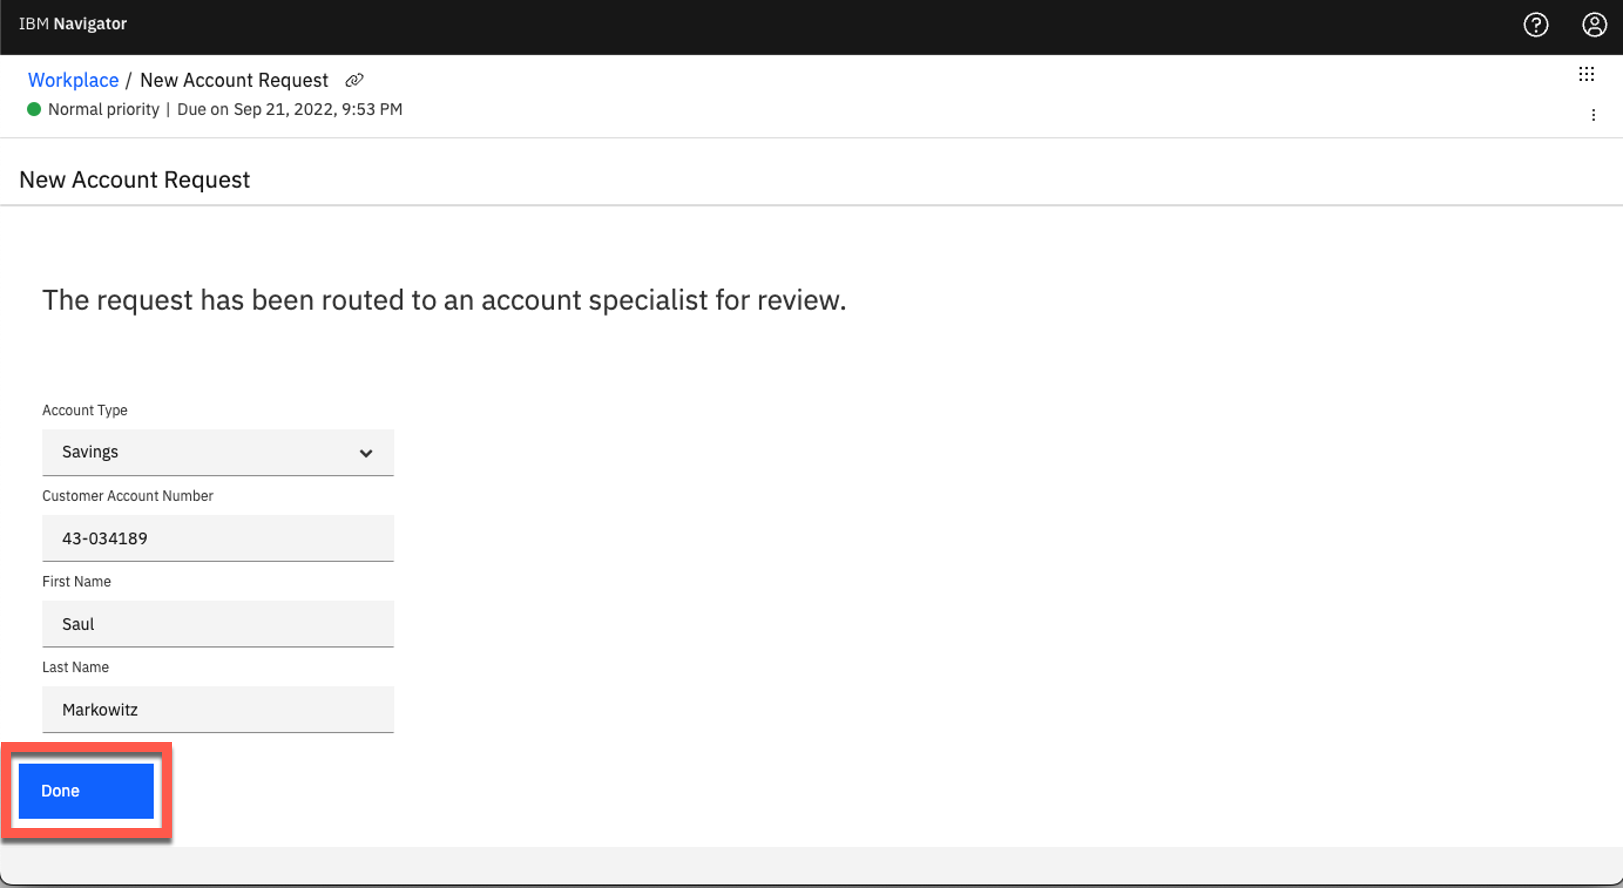 IBM Navigator
Workplace / New Account Request
Normal priority | Due on Sep 21, 2022, 9:53 PM
New Account Request
The request has been routed to an account specialist for review.
Account Type
Savings
Customer Account Number
43-034189
First Name
Saul
Last Name
Markowitz
Done